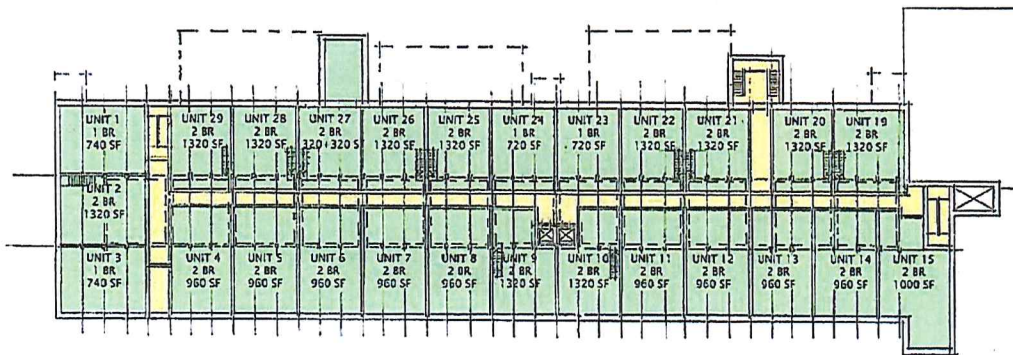 UNIT 1
1 BR
740 SF
UNIT 29
2 BR
1320 SF
UNIT 28
2 BR
1320 SF
UNIT 27
2 BR
320+320 SF
UNIT 26
2 BR
1320 SF
UNIT 25
2 BR
1320 SF
UNIT 24
1 BR
720 SF
UNIT 23
1 BR
720 SF
UNIT 22
2 BR
1320 SF
UNIT 21
2 BR
1320 SF
UNIT 20
2 BR
1320 SF
UNIT 19
2 BR
1320 SF
UNIT 2
2 BR
1320 SF
UNIT 3
1 BR
740 SF
UNIT 4
2 BR
960 SF
UNIT 5
2 BR
960 SF
UNIT 6
2 BR
960 SF
UNIT 7
2 BR
960 SF
UNIT 8
2 BR
960 SF
UNIT 9
2 BR
1320 SF
UNIT 10
2 BR
1320 SF
UNIT 11
2 BR
960 SF
UNIT 12
2 BR
960 SF
UNIT 13
2 BR
960 SF
UNIT 14
2 BR
960 SF
UNIT 15
2 BR
1000 SF